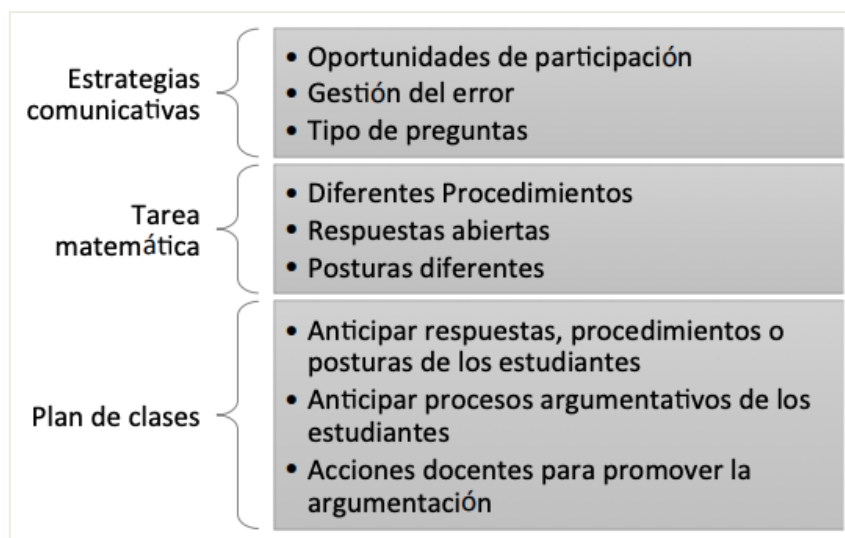 Estrategias
comunicativas
• Oportunidades de participación
• Gestión del error
• Tipo de preguntas
Tarea
matemática
• Diferentes Procedimientos
• Respuestas abiertas
• Posturas diferentes
Plan de clases
• Anticipar respuestas, procedimientos o
posturas de los estudiantes
• Anticipar procesos argumentativos de los
estudiantes
• Acciones docentes para promover la
argumentación